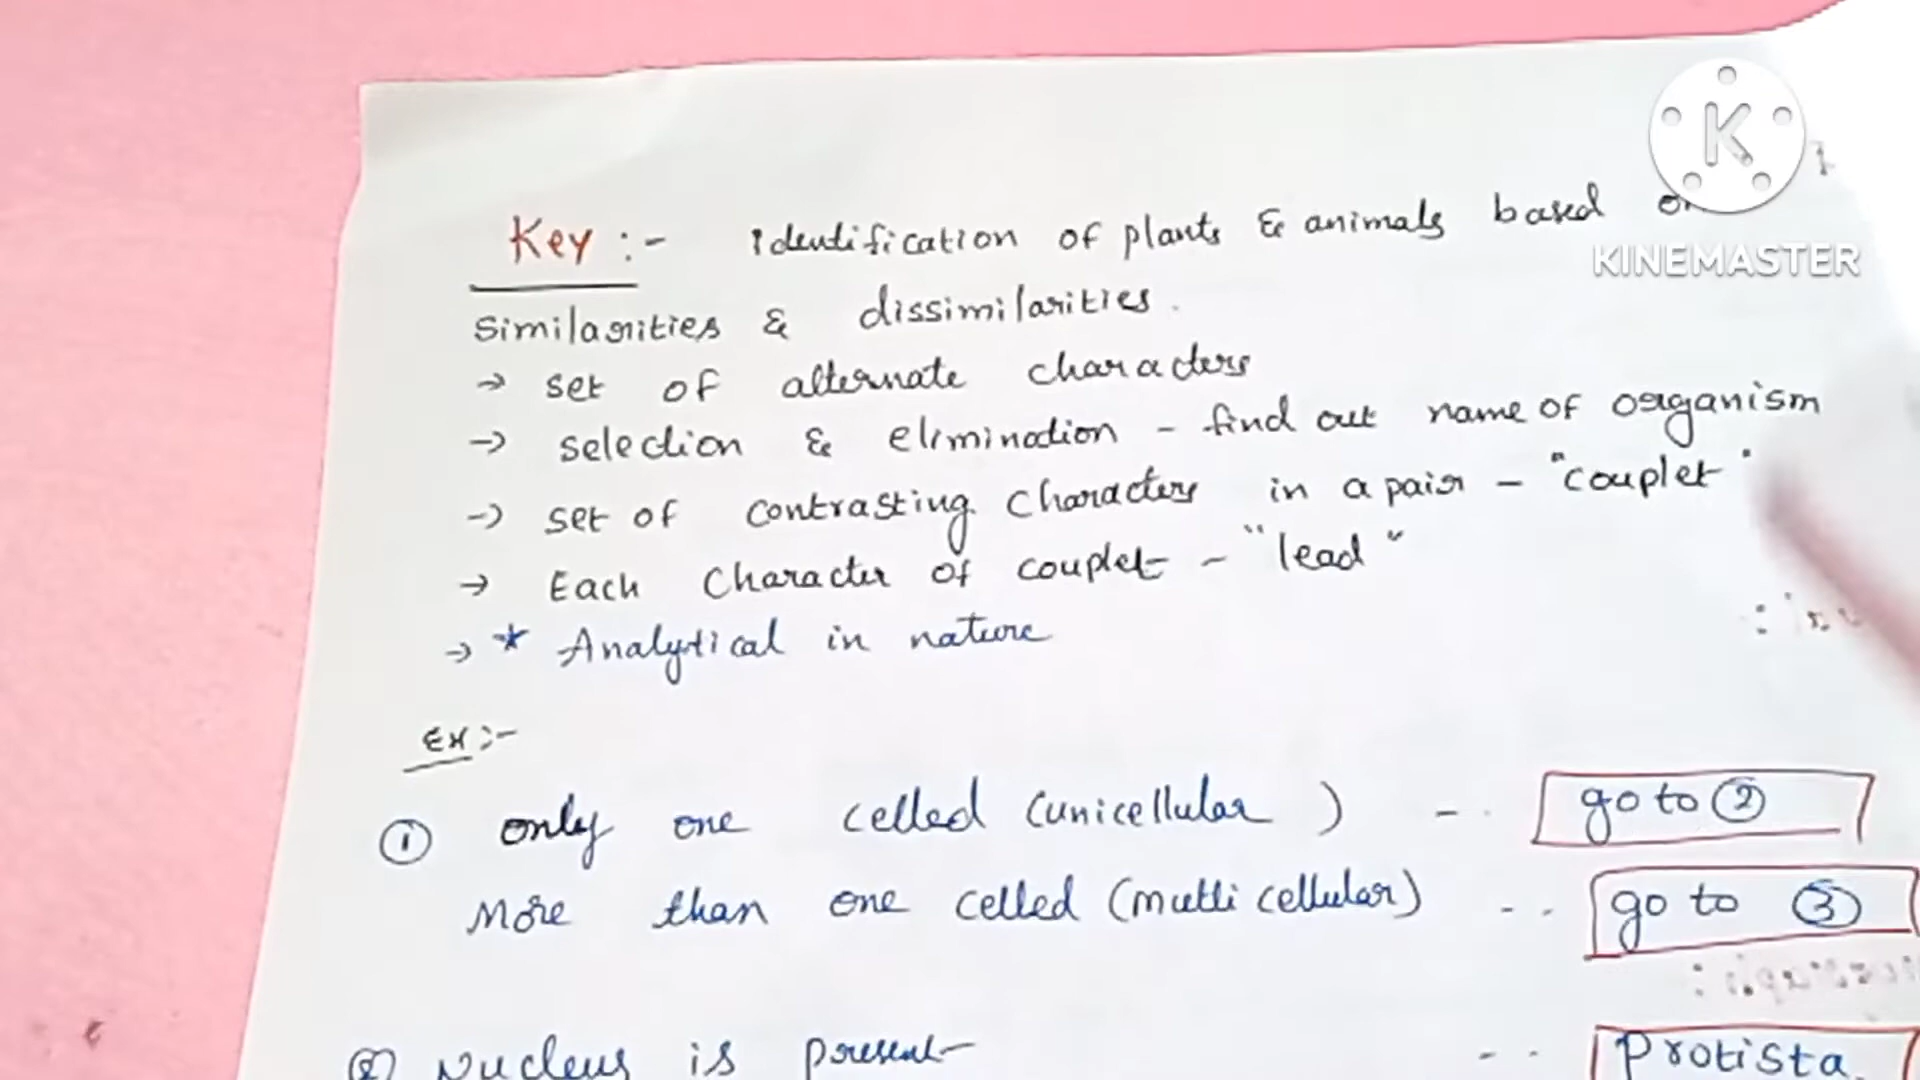 Key :- Identification of plants & animals based on
Similarities & dissimilarities.
→ set of alternate characters
→ selection & elimination - find out name of organism
→ set of contrasting characters in a pair - "couplet"
→ Each character of couplet - "lead"
→ * Analytical in nature
Ex :-
① only one celled (unicellular) - - go to ②
More than one celled (multi cellular) - - go to ③
② Nucleus is present - - Protista
K
KINEMASTER